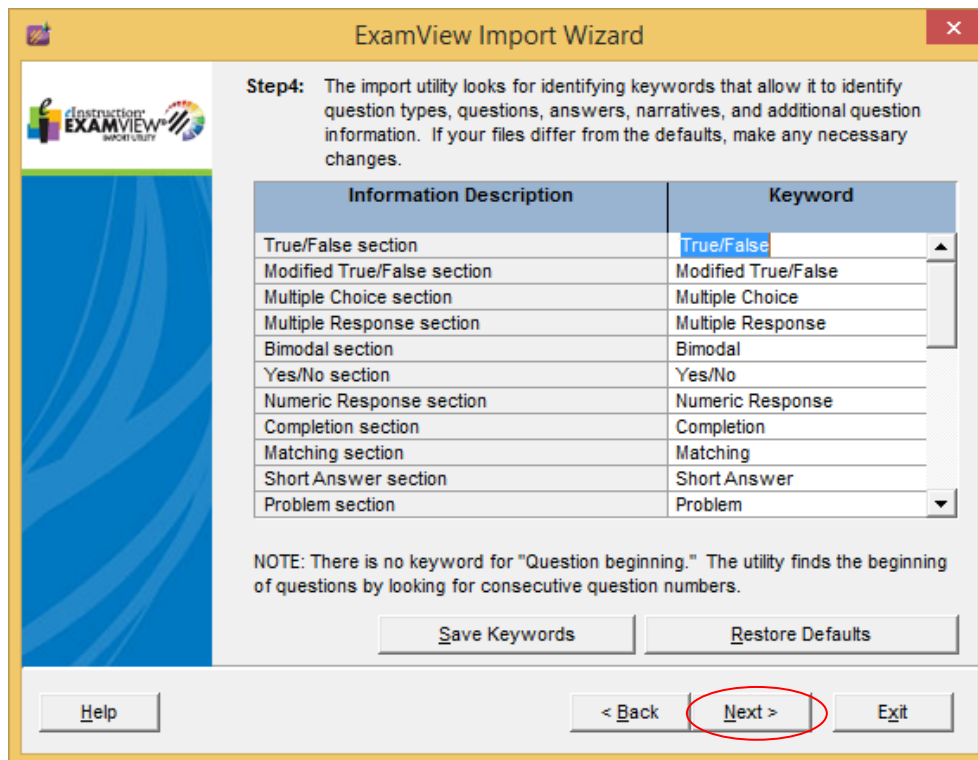 ExamView Import Wizard
eInstruction
EXAMVIEW
IMPORT UTILITY
Step4: The import utility looks for identifying keywords that allow it to identify
question types, questions, answers, narratives, and additional question
information. If your files differ from the defaults, make any necessary
changes.
Information Description Keyword
True/False section True/False
Modified True/False section Modified True/False
Multiple Choice section Multiple Choice
Multiple Response section Multiple Response
Bimodal section Bimodal
Yes/No section Yes/No
Numeric Response section Numeric Response
Completion section Completion
Matching section Matching
Short Answer section Short Answer
Problem section Problem
NOTE: There is no keyword for "Question beginning." The utility finds the beginning
of questions by looking for consecutive question numbers.
Save Keywords Restore Defaults
Help < Back Next > Exit